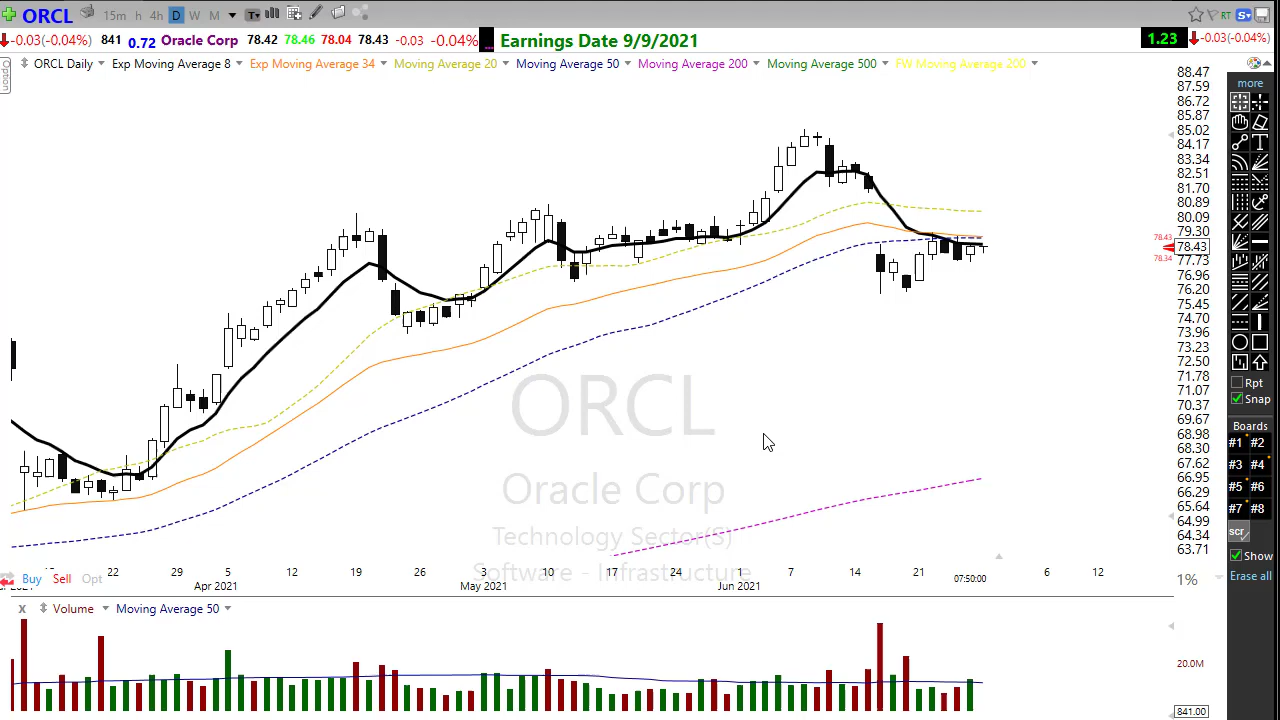 ORCL 15m h 4h D W M T RT S
-0.03(-0.04%) 841 0.72 Oracle Corp 78.42 78.46 78.04 78.43 -0.03 -0.04% Earnings Date 9/9/2021 1.23 -0.03(-0.04%)
Option
ORCL Daily Exp Moving Average 8 Exp Moving Average 34 Moving Average 20 Moving Average 50 Moving Average 200 Moving Average 500 FW Moving Average 200
88.47
87.59
86.72
85.87
85.02
84.17
83.34
82.51
81.70
80.89
80.09
79.30
78.43
78.43
78.34
77.73
76.96
76.20
75.45
74.70
73.96
73.23
72.50
71.78
71.07
70.37
69.67
68.98
68.30
67.62
66.95
66.29
65.64
64.99
64.34
63.71
more
T
Rpt
Snap
Boards
#1 #2
#3 #4
#5 #6
#7 #8
scr
Show
Erase all
ORCL
Oracle Corp
Technology Sector(S)
Software - Infrastructure
22 29 5 12 19 26 3 10 17 24 1 7 14 21 07:50:00 6 12
Apr 2021 May 2021 Jun 2021
Buy Sell Opt 1%
x Volume Moving Average 50
20.0M
841.00